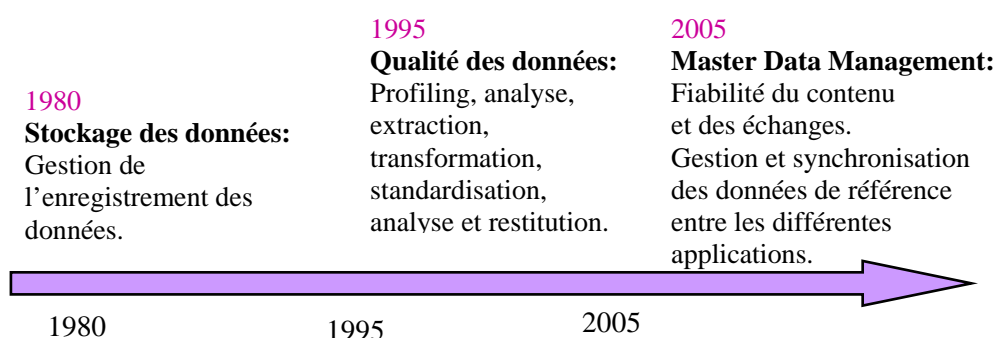 1980
Stockage des données:
Gestion de
l’enregistrement des
données.
1995
Qualité des données:
Profiling, analyse,
extraction,
transformation,
standardisation,
analyse et restitution.
2005
Master Data Management:
Fiabilité du contenu
et des échanges.
Gestion et synchronisation
des données de référence
entre les différentes
applications.
1980
1995
2005